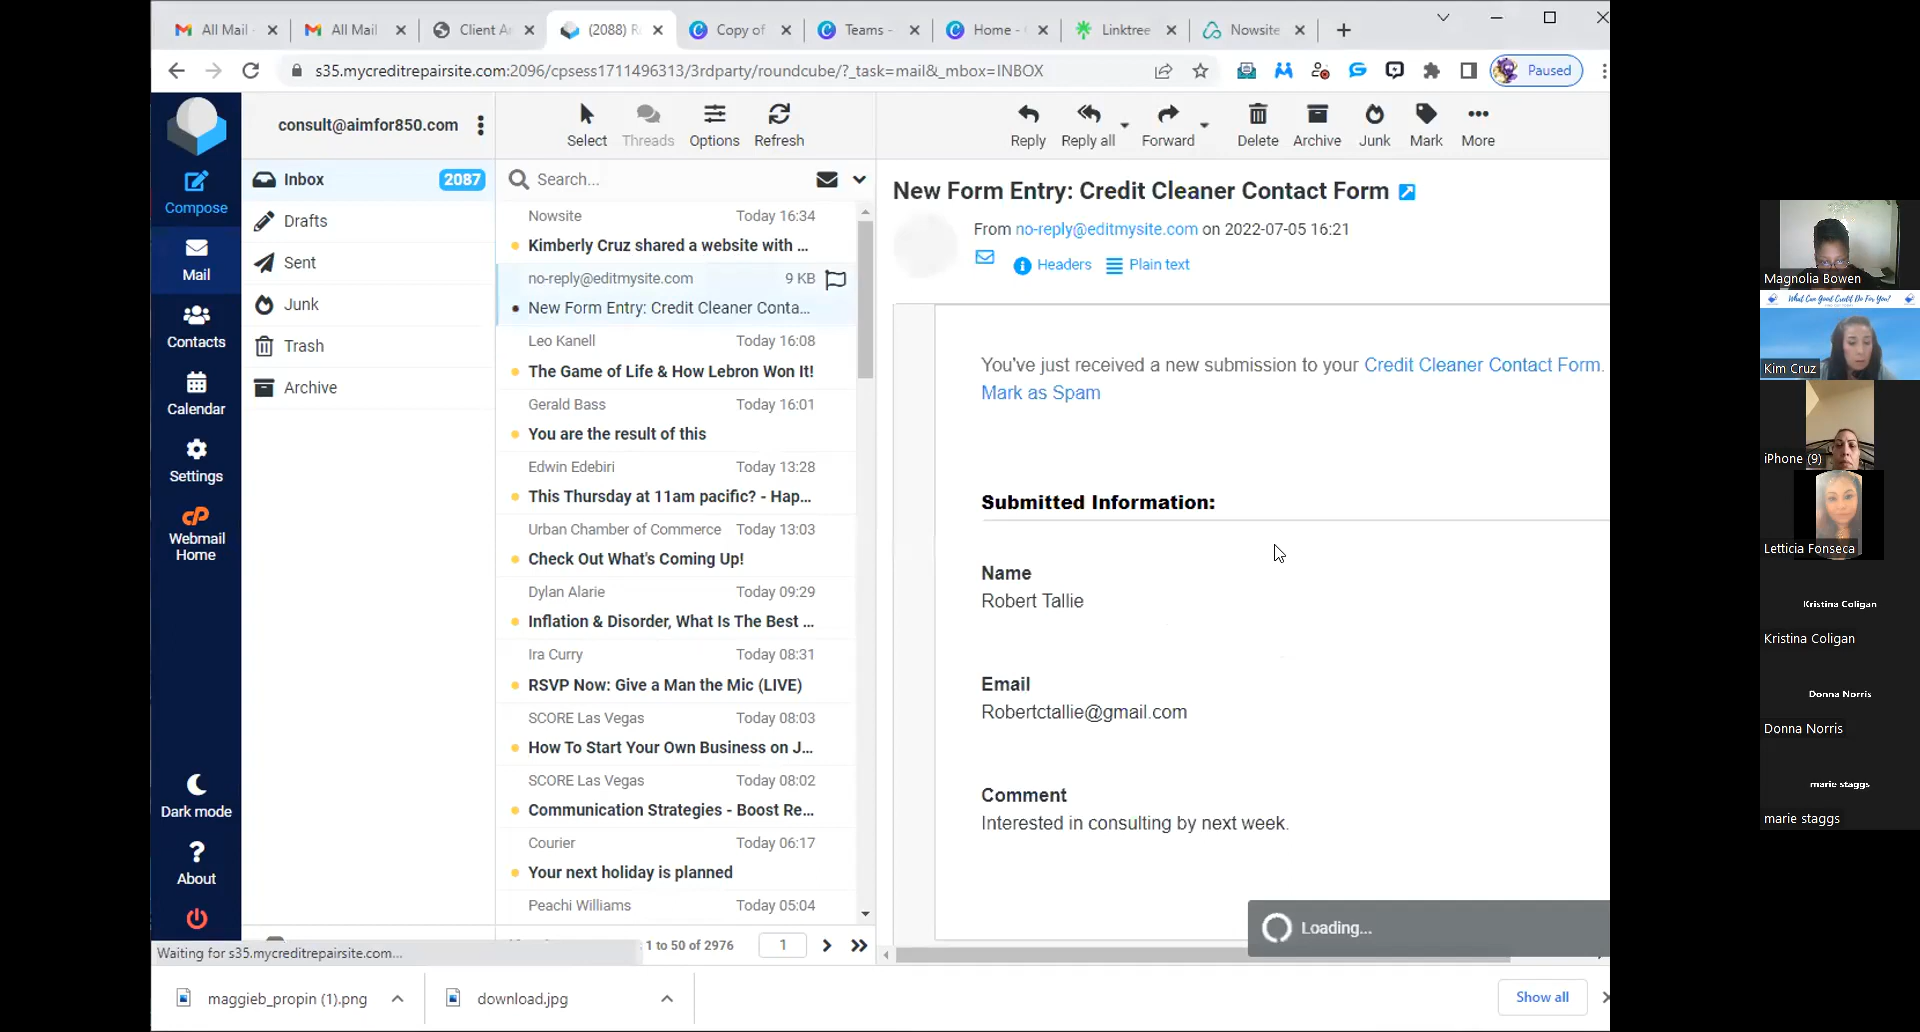 All Mail
All Mail
Client A
(2088) R
Copy of
Teams -
Home -
Linktree
Nowsite
s35.mycreditrepairsite.com:2096/cpsess1711496313/3rdparty/roundcube/?_task=mail&_mbox=INBOX
Paused
consult@aimfor850.com
Select
Threads
Options
Refresh
Reply
Reply all
Forward
Delete
Archive
Junk
Mark
More
Compose
Mail
Contacts
Calendar
Settings
cP
Webmail
Home
Dark mode
About
Inbox
2087
Drafts
Sent
Junk
Trash
Archive
Search...
Nowsite Today 16:34
Kimberly Cruz shared a website with ...
no-reply@editmysite.com 9 KB
New Form Entry: Credit Cleaner Conta...
Leo Kanell Today 16:08
The Game of Life & How Lebron Won It!
Gerald Bass Today 16:01
You are the result of this
Edwin Edebiri Today 13:28
This Thursday at 11am pacific? - Hap...
Urban Chamber of Commerce Today 13:03
Check Out What's Coming Up!
Dylan Alarie Today 09:29
Inflation & Disorder, What Is The Best ...
Ira Curry Today 08:31
RSVP Now: Give a Man the Mic (LIVE)
SCORE Las Vegas Today 08:03
How To Start Your Own Business on J...
SCORE Las Vegas Today 08:02
Communication Strategies - Boost Re...
Courier Today 06:17
Your next holiday is planned
Peachi Williams Today 05:04
1 to 50 of 2976
1
New Form Entry: Credit Cleaner Contact Form
From no-reply@editmysite.com on 2022-07-05 16:21
Headers
Plain text
You've just received a new submission to your Credit Cleaner Contact Form.
Mark as Spam
Submitted Information:
Name
Robert Tallie
Email
Robertctallie@gmail.com
Comment
Interested in consulting by next week.
Loading...
Waiting for s35.mycreditrepairsite.com...
maggieb_propin (1).png
download.jpg
Show all
Magnolia Bowen
What Can Good Credit Do For You!
Kim Cruz
iPhone (9)
Letticia Fonseca
Kristina Coligan
Kristina Coligan
Donna Norris
Donna Norris
marie staggs
marie staggs